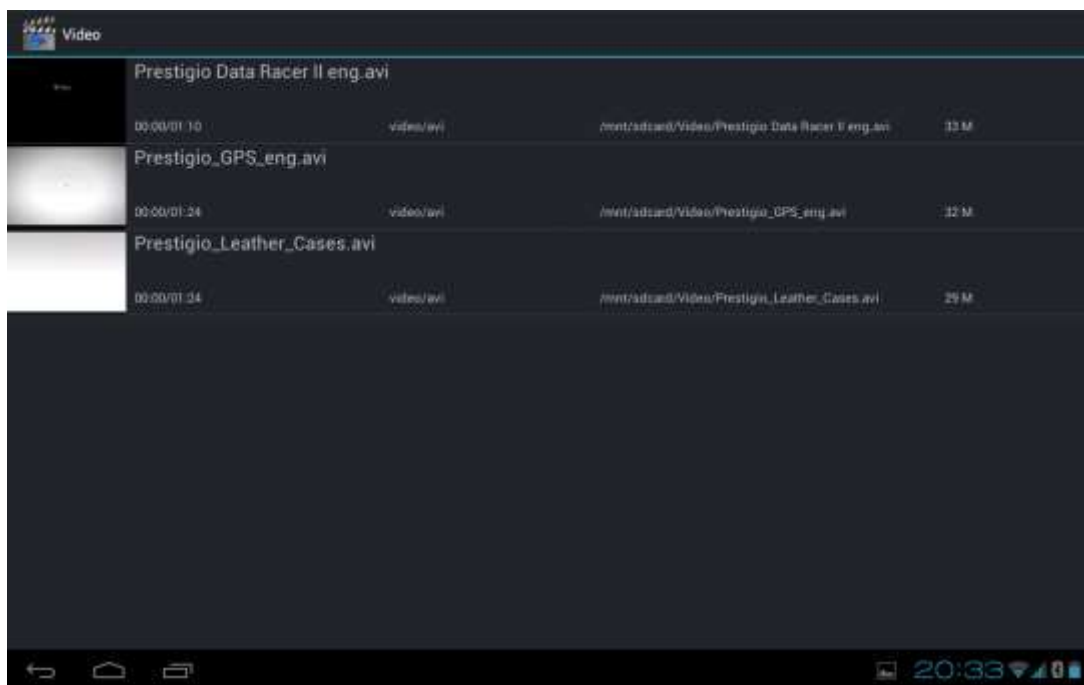 Video
Prestigio Data Racer II eng.avi
00:00/01:10 video/avi /mnt/sdcard/Video/Prestigio Data Racer II eng.avi 33 M
Prestigio_GPS_eng.avi
00:00/01:24 video/avi /mnt/sdcard/Video/Prestigio_GPS_eng.avi 32 M
Prestigio_Leather_Cases.avi
00:00/01:24 video/avi /mnt/sdcard/Video/Prestigio_Leather_Cases.avi 29 M
20:33